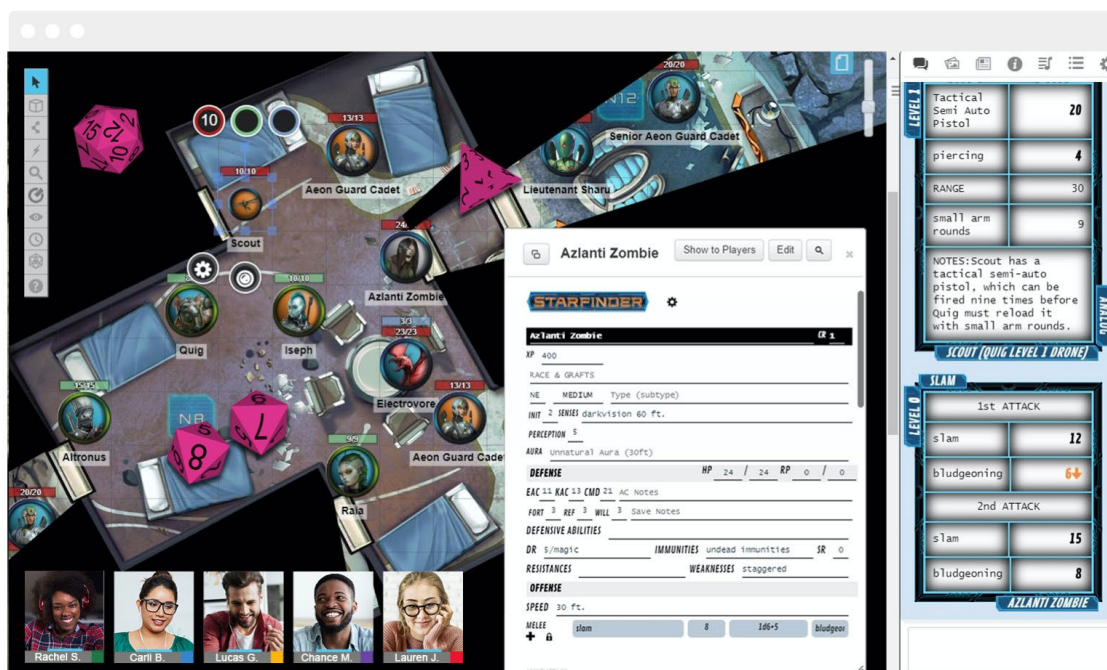 10
13/13
Aeon Guard Cadet
10/10
Scout
20/20
N12
Senior Aeon Guard Cadet
Lieutenant Sharu
24/
Azlanti Zombie
10/10
Quig
Iseph
3/3
23/23
Electrovore
13/13
Aeon Guard Cadet
15/15
Altronus
N8
9/9
Raia
20/20
8
7
Rachel S.
Carli B.
Lucas G.
Chance M.
Lauren J.
Azlanti Zombie
Show to Players
Edit
STARFINDER
Azlanti Zombie CR 1
XP 400
RACE & GRAFTS
NE MEDIUM Type (subtype)
INIT 2 SENSES darkvision 60 ft.
PERCEPTION 5
AURA Unnatural Aura (30ft)
DEFENSE HP 24 / 24 RP 0 / 0
EAC 11 KAC 13 CMD 21 AC Notes
FORT 3 REF 3 WILL 3 Save Notes
DEFENSIVE ABILITIES
DR 5/magic IMMUNITIES undead immunities SR 0
RESISTANCES WEAKNESSES staggered
OFFENSE
SPEED 30 ft.
MELEE
slam 8 1d6+5 bludgeon
LEVEL 1
Tactical
Semi Auto
Pistol 20
piercing 4
RANGE 30
small arm
rounds 9
NOTES:Scout has a
tactical semi-auto
pistol, which can be
fired nine times before
Quig must reload it
with small arm rounds.
ANALOG
SCOUT (QUIG LEVEL 1 DRONE)
SLAM
LEVEL 0
1st ATTACK
slam 12
bludgeoning 6
2nd ATTACK
slam 15
bludgeoning 8
AZLANTI ZOMBIE